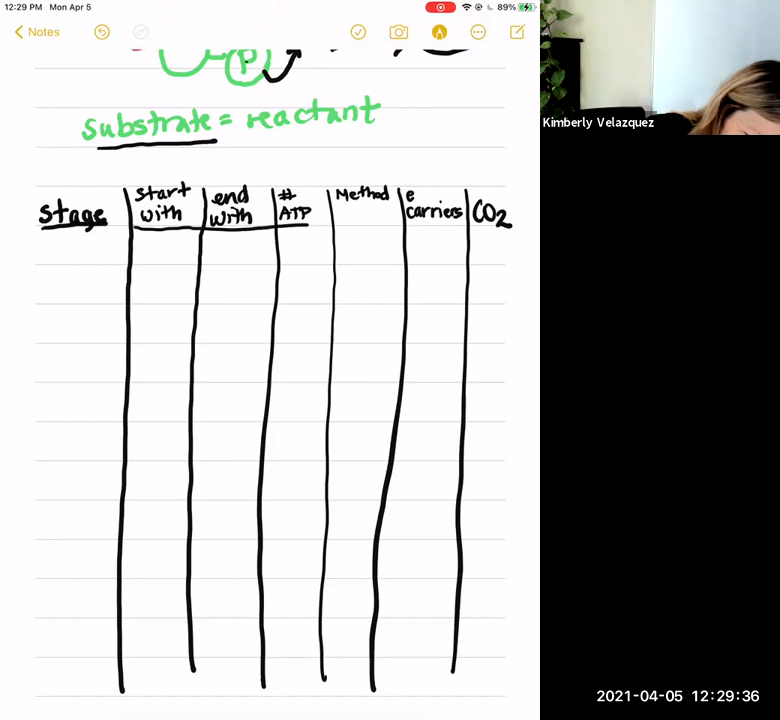 12:29 PM Mon Apr 5
89%
Notes
P
substrate = reactant
Kimberly Velazquez
stage
start with
end with
# ATP
Method
e carriers
CO2
2021-04-05 12:29:36